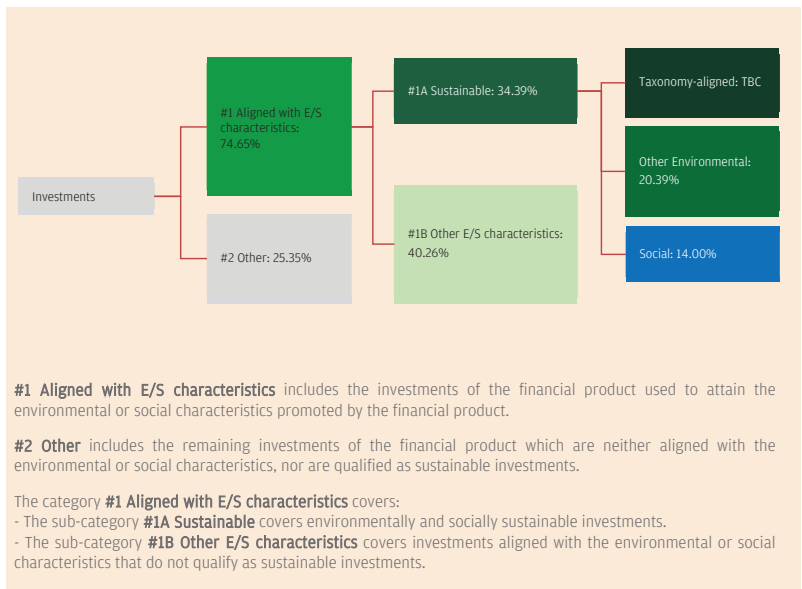 Investments
#1 Aligned with E/S
characteristics:
74.65%
#2 Other: 25.35%
#1A Sustainable: 34.39%
#1B Other E/S characteristics:
40.26%
Taxonomy-aligned: TBC
Other Environmental:
20.39%
Social: 14.00%
#1 Aligned with E/S characteristics includes the investments of the financial product used to attain the
environmental or social characteristics promoted by the financial product.
#2 Other includes the remaining investments of the financial product which are neither aligned with the
environmental or social characteristics, nor are qualified as sustainable investments.
The category #1 Aligned with E/S characteristics covers:
- The sub-category #1A Sustainable covers environmentally and socially sustainable investments.
- The sub-category #1B Other E/S characteristics covers investments aligned with the environmental or social
characteristics that do not qualify as sustainable investments.